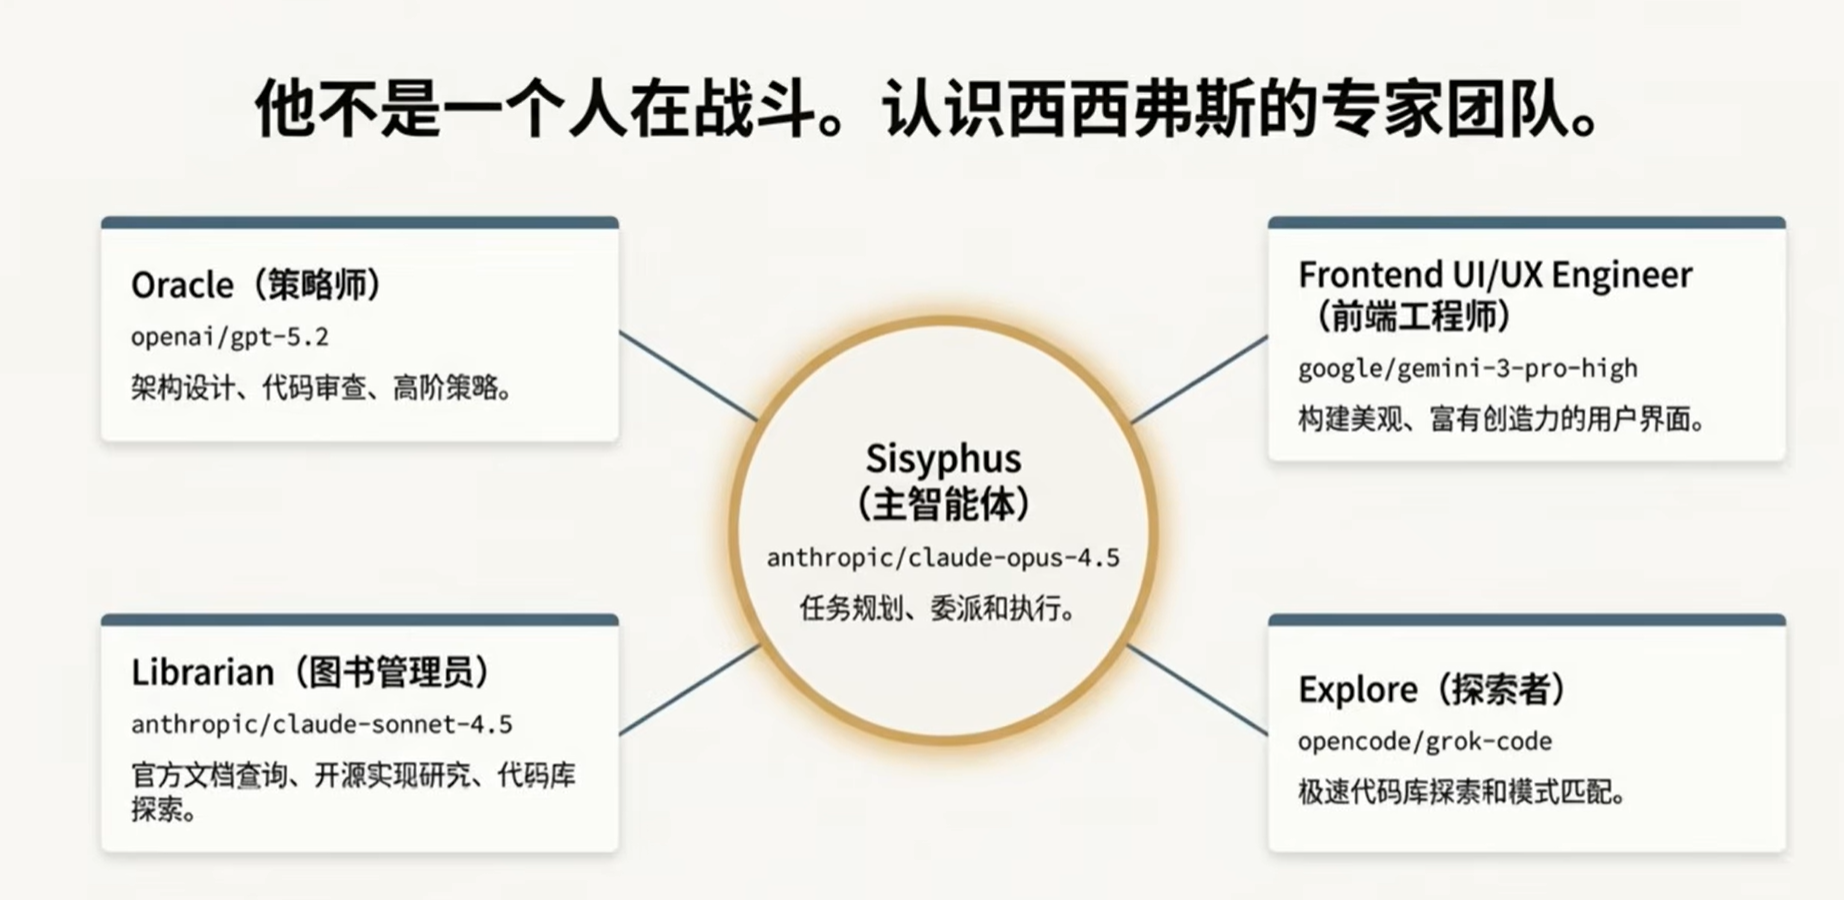 他不是一个人在战斗。认识西西弗斯的专家团队。
Oracle（策略师）
openai/gpt-5.2
架构设计、代码审查、高阶策略。
Frontend UI/UX Engineer
（前端工程师）
google/gemini-3-pro-high
构建美观、富有创造力的用户界面。
Sisyphus
（主智能体）
anthropic/claude-opus-4.5
任务规划、委派和执行。
Librarian（图书管理员）
anthropic/claude-sonnet-4.5
官方文档查询、开源实现研究、代码库
探索。
Explore（探索者）
opencode/grok-code
极速代码库探索和模式匹配。